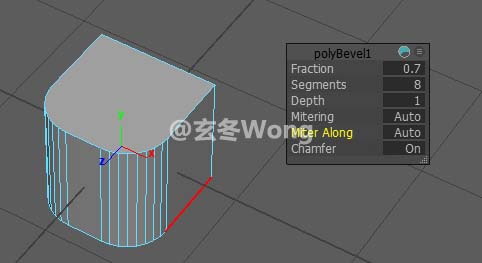 polyBevel1
Fraction 0.7
Segments 8
Depth 1
Mitering Auto
Miter Along Auto
Chamfer On
@玄冬Wong
Y
Z
X